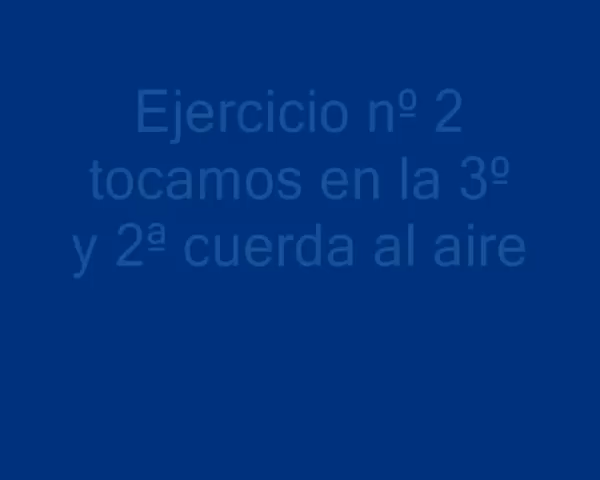 Ejercicio nº 2
tocamos en la 3º
y 2ª cuerda al aire